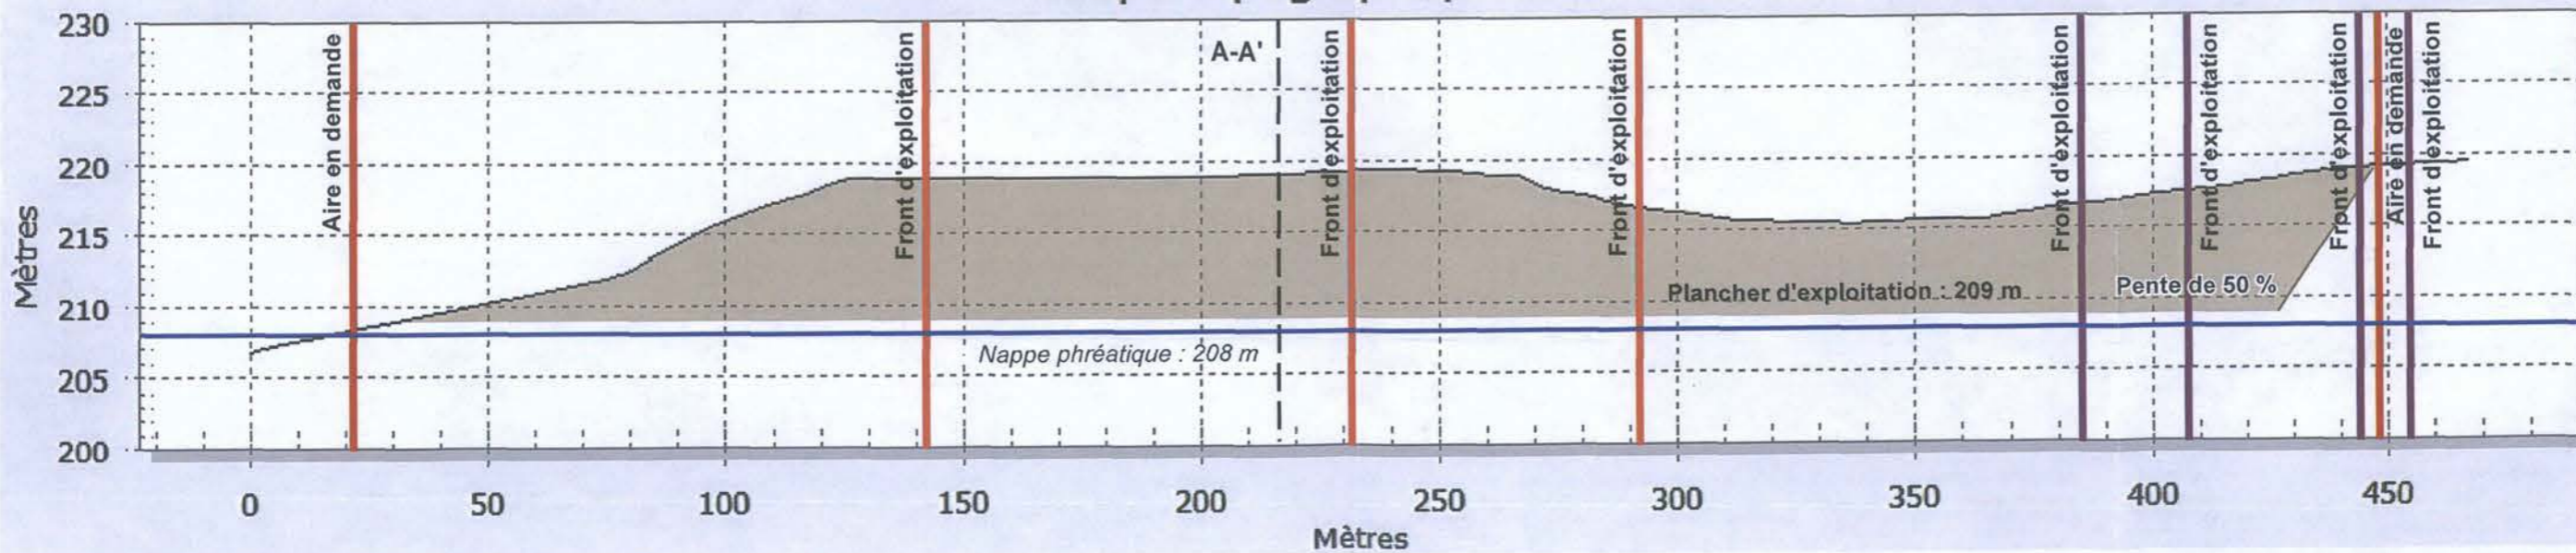 230
225
220
215
210
205
200
Mètres
Aire en demande
Front d'exploitation
A-A'
Front d'exploitation
Front d'exploitation
Front d'exploitation
Front d'exploitation
Front d'exploitation
Aire en demande
Front d'exploitation
Plancher d'exploitation : 209 m
Pente de 50 %
Nappe phréatique : 208 m
0 50 100 150 200 250 300 350 400 450
Mètres